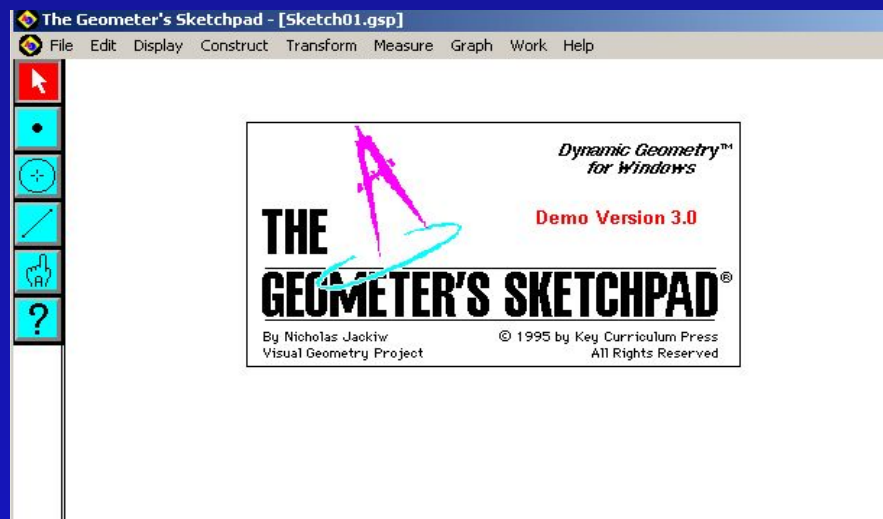 The Geometer's Sketchpad - [Sketch01.gsp]
File Edit Display Construct Transform Measure Graph Work Help
Dynamic Geometry™
for Windows
Demo Version 3.0
THE
GEOMETER'S SKETCHPAD®
By Nicholas Jackiw
Visual Geometry Project
© 1995 by Key Curriculum Press
All Rights Reserved
A
?